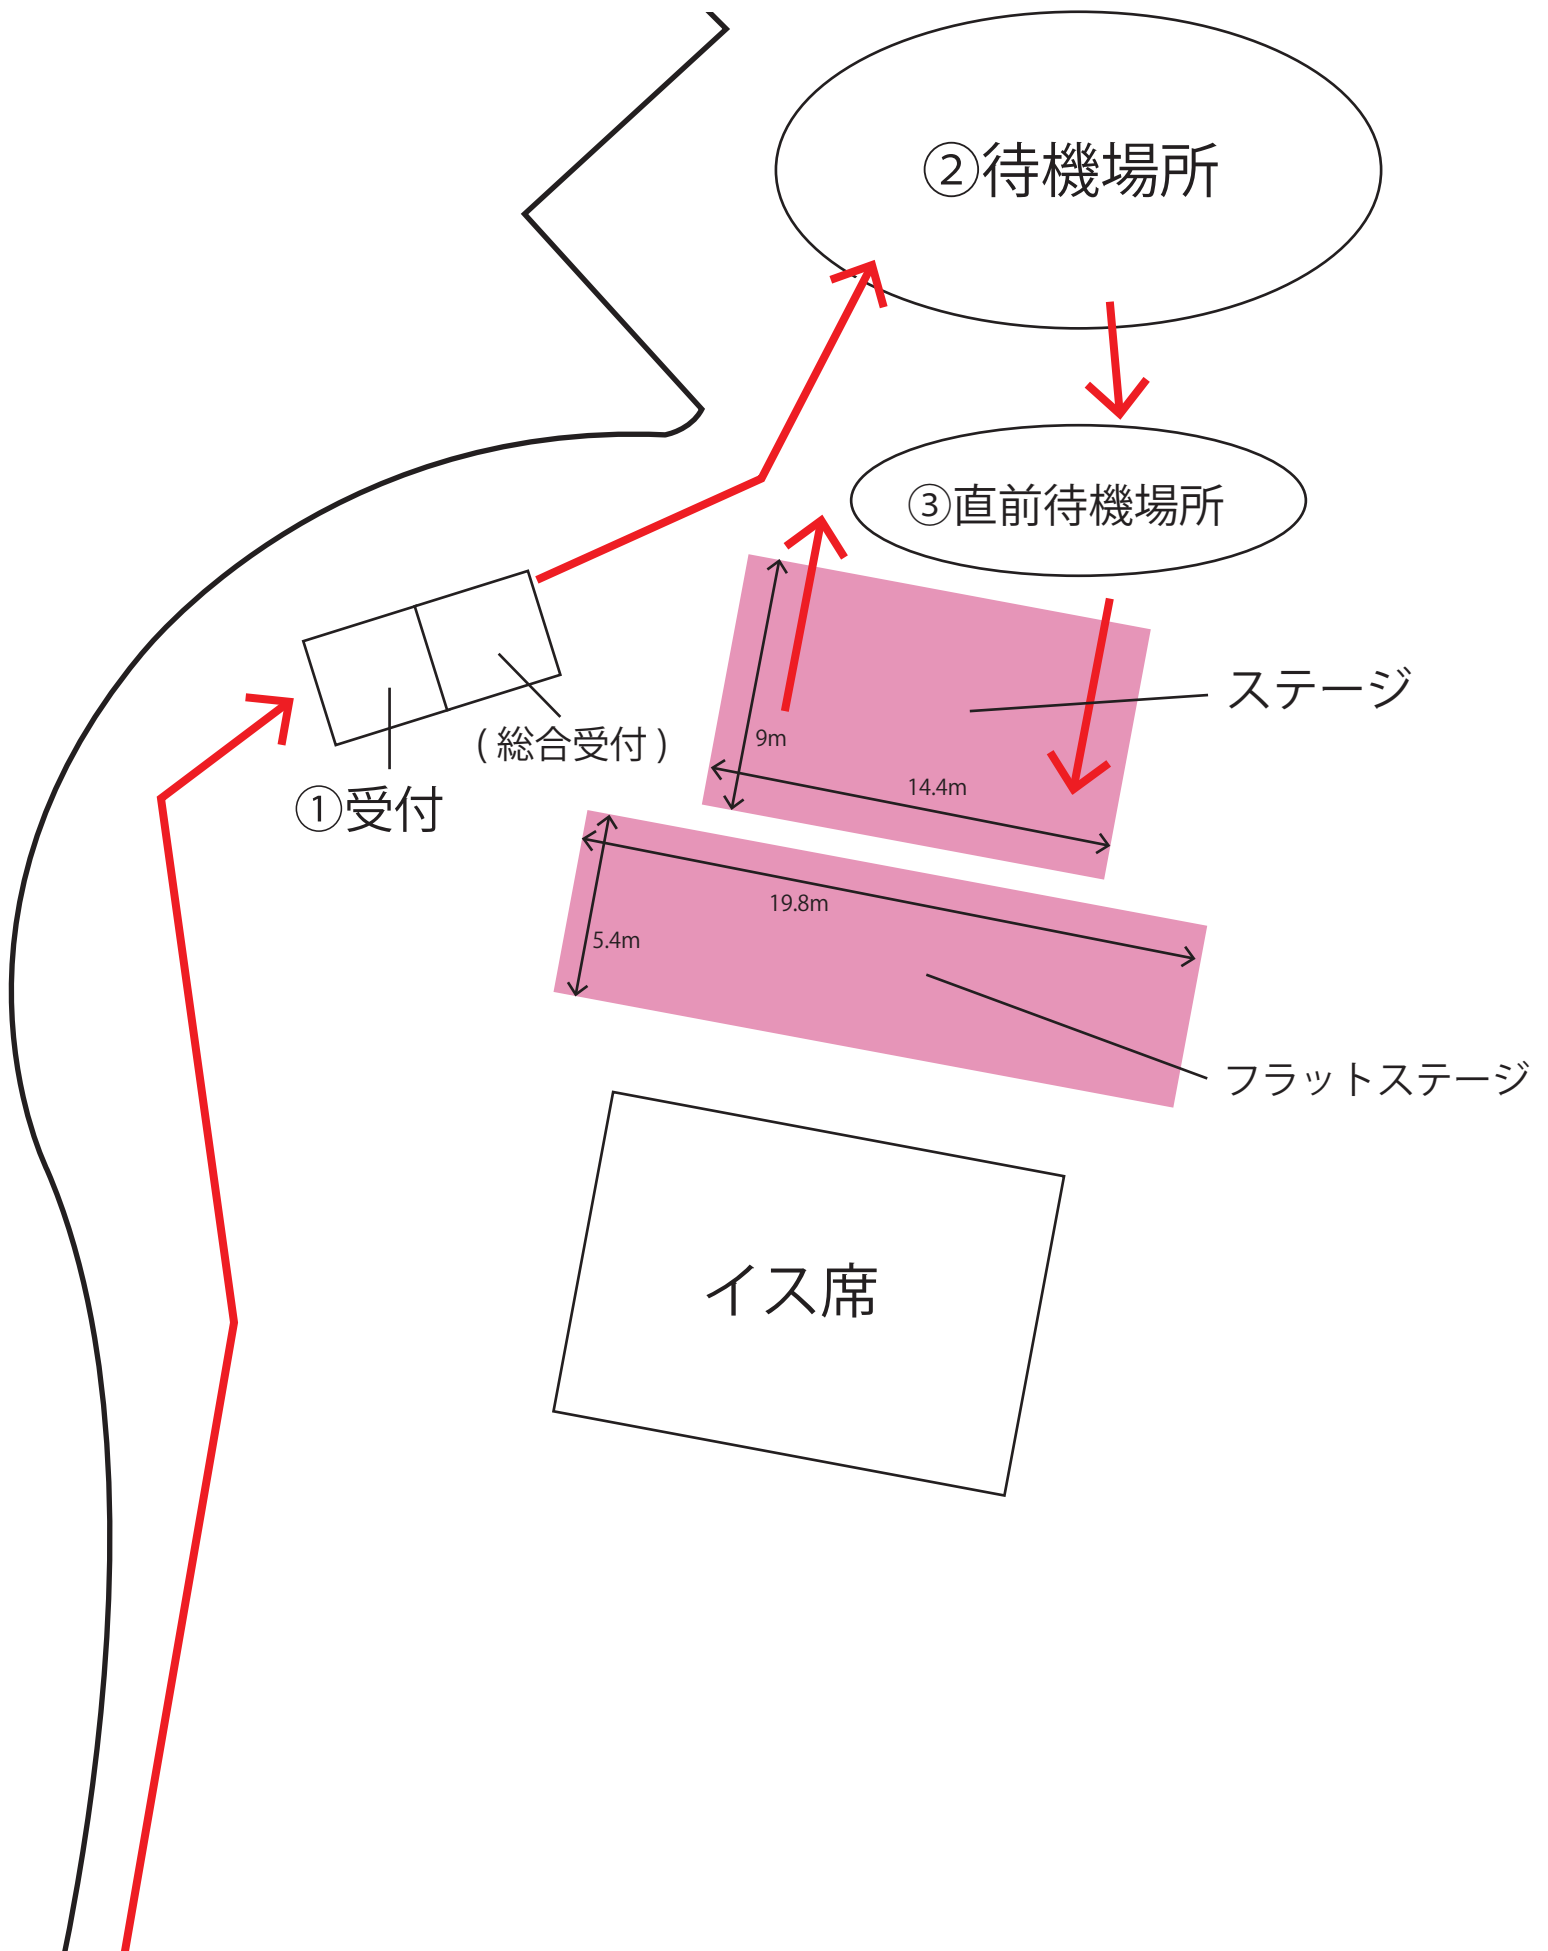 ②待機場所
③直前待機場所
ステージ
(総合受付)
9m
14.4m
①受付
19.8m
5.4m
フラットステージ
イス席